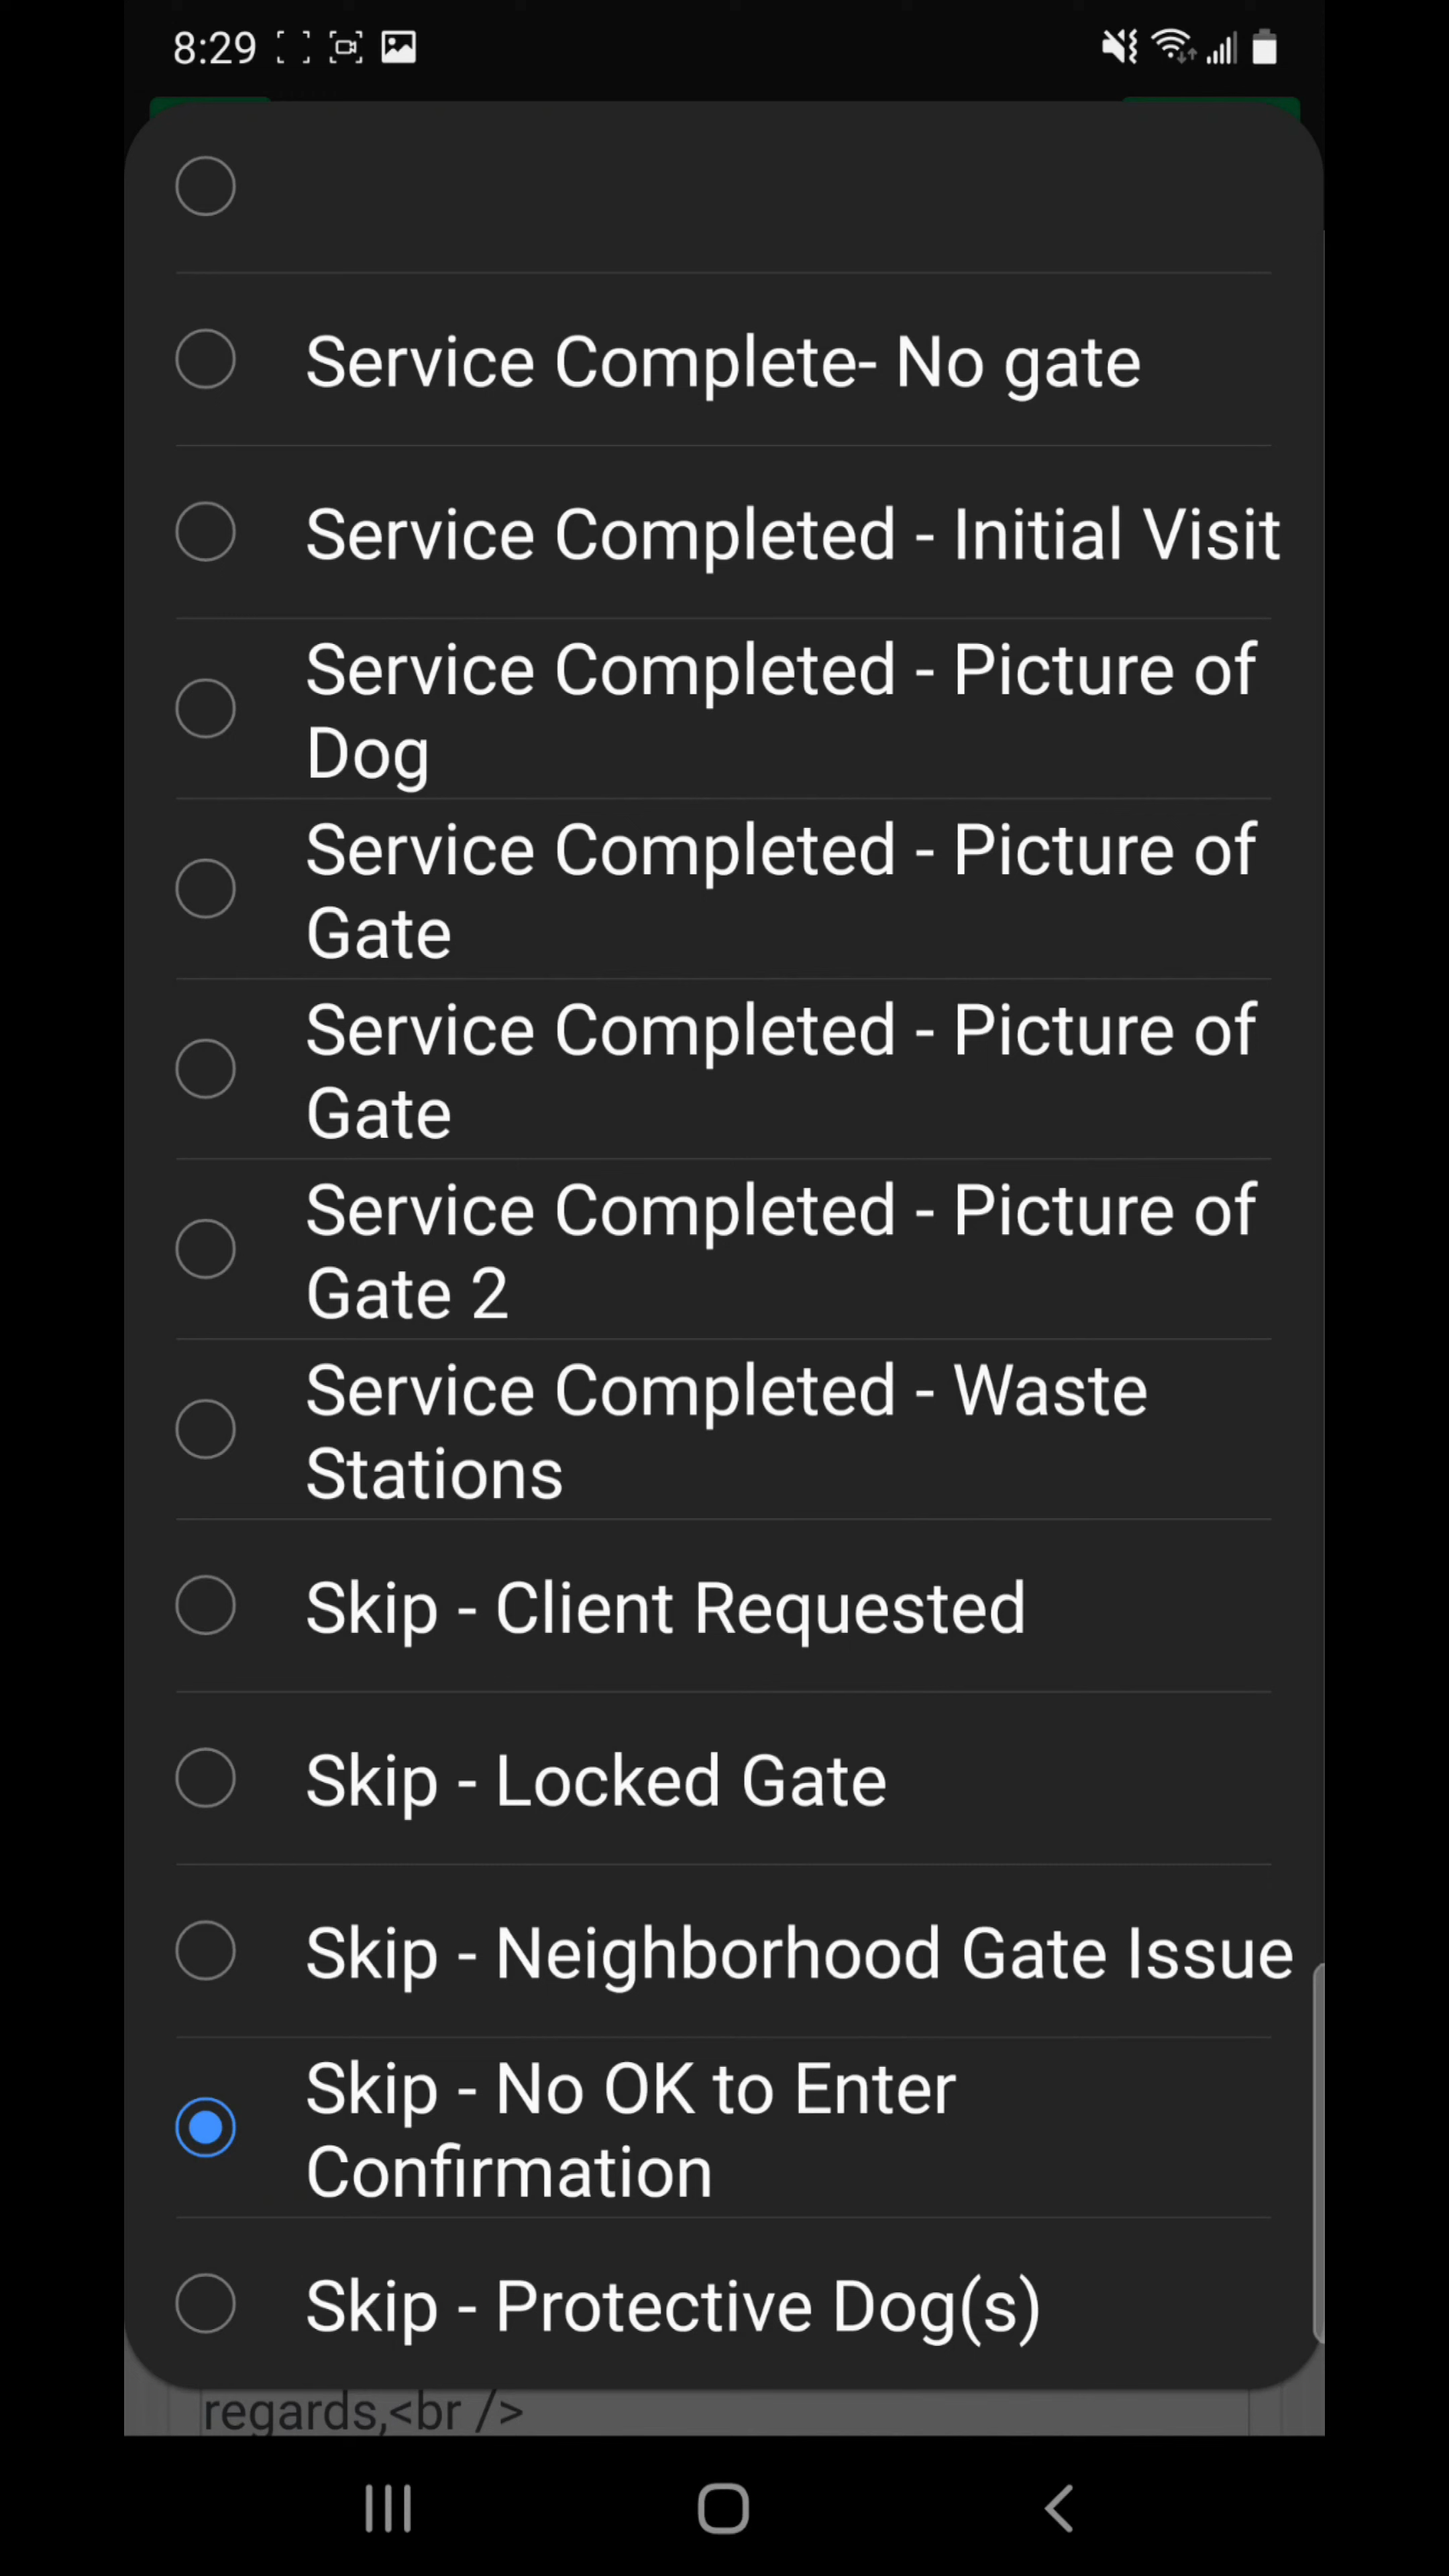 8:29
Service Complete- No gate
Service Completed - Initial Visit
Service Completed - Picture of
Dog
Service Completed - Picture of
Gate
Service Completed - Picture of
Gate
Service Completed - Picture of
Gate 2
Service Completed - Waste
Stations
Skip - Client Requested
Skip - Locked Gate
Skip - Neighborhood Gate Issue
Skip - No OK to Enter
Confirmation
Skip - Protective Dog(s)
regards,<br />